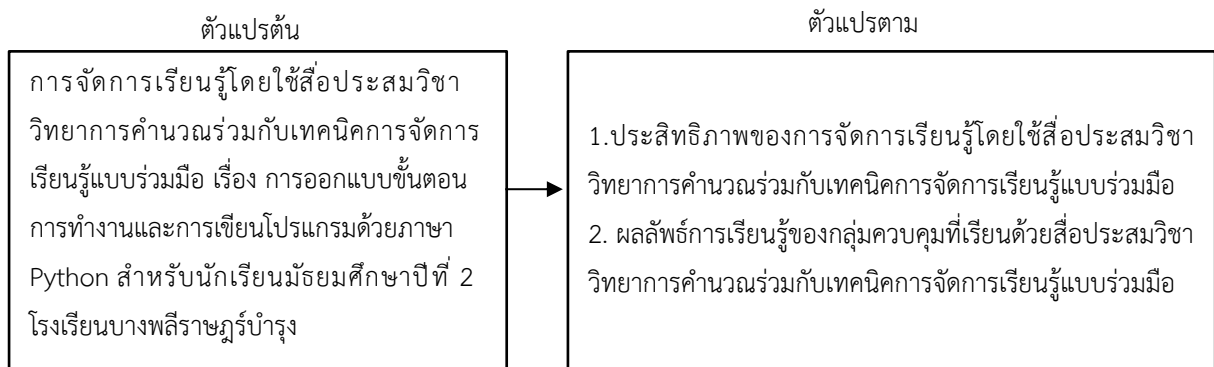 ตัวแปรต้น
ตัวแปรตาม
การจัดการเรียนรู้โดยใช้สื่อประสมวิชา
วิทยาการคำนวณร่วมกับเทคนิคการจัดการ
เรียนรู้แบบร่วมมือ เรื่อง การออกแบบขั้นตอน
การทำงานและการเขียนโปรแกรมด้วยภาษา
Python สำหรับนักเรียนมัธยมศึกษาปีที่ 2
โรงเรียนบางพลีราษฎร์บำรุง
1.ประสิทธิภาพของการจัดการเรียนรู้โดยใช้สื่อประสมวิชา
วิทยาการคำนวณร่วมกับเทคนิคการจัดการเรียนรู้แบบร่วมมือ
2. ผลลัพธ์การเรียนรู้ของกลุ่มควบคุมที่เรียนด้วยสื่อประสมวิชา
วิทยาการคำนวณร่วมกับเทคนิคการจัดการเรียนรู้แบบร่วมมือ